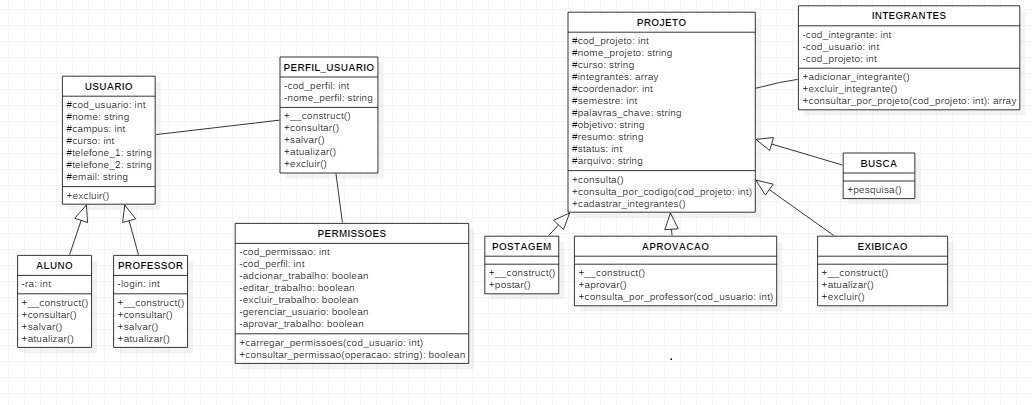 USUARIO
#cod_usuario: int
#nome: string
#campus: int
#curso: int
#telefone_1: string
#telefone_2: string
#email: string
+excluir()
PERFIL_USUARIO
-cod_perfil: int
-nome_perfil: string
+__construct()
+consultar()
+salvar()
+atualizar()
+excluir()
PROJETO
#cod_projeto: int
#nome_projeto: string
#curso: string
#integrantes: array
#coordenador: int
#semestre: int
#palavras_chave: string
#objetivo: string
#resumo: string
#status: int
#arquivo: string
+consulta()
+consulta_por_codigo(cod_projeto: int)
+cadastrar_integrantes()
INTEGRANTES
-cod_integrante: int
-cod_usuario: int
-cod_projeto: int
+adicionar_integrante()
+excluir_integrante()
+consultar_por_projeto(cod_projeto: int): array
BUSCA
+pesquisa()
ALUNO
-ra: int
+__construct()
+consultar()
+salvar()
+atualizar()
PROFESSOR
-login: int
+__construct()
+consultar()
+salvar()
+atualizar()
PERMISSOES
-cod_permissao: int
-cod_perfil: int
-adcionar_trabalho: boolean
-editar_trabalho: boolean
-excluir_trabalho: boolean
-gerenciar_usuario: boolean
-aprovar_trabalho: boolean
+carregar_permissoes(cod_usuario: int)
+consultar_permissao(operacao: string): boolean
POSTAGEM
+__construct()
+postar()
APROVACAO
+__construct()
+aprovar()
+consulta_por_professor(cod_usuario: int)
EXIBICAO
+__construct()
+atualizar()
+excluir()